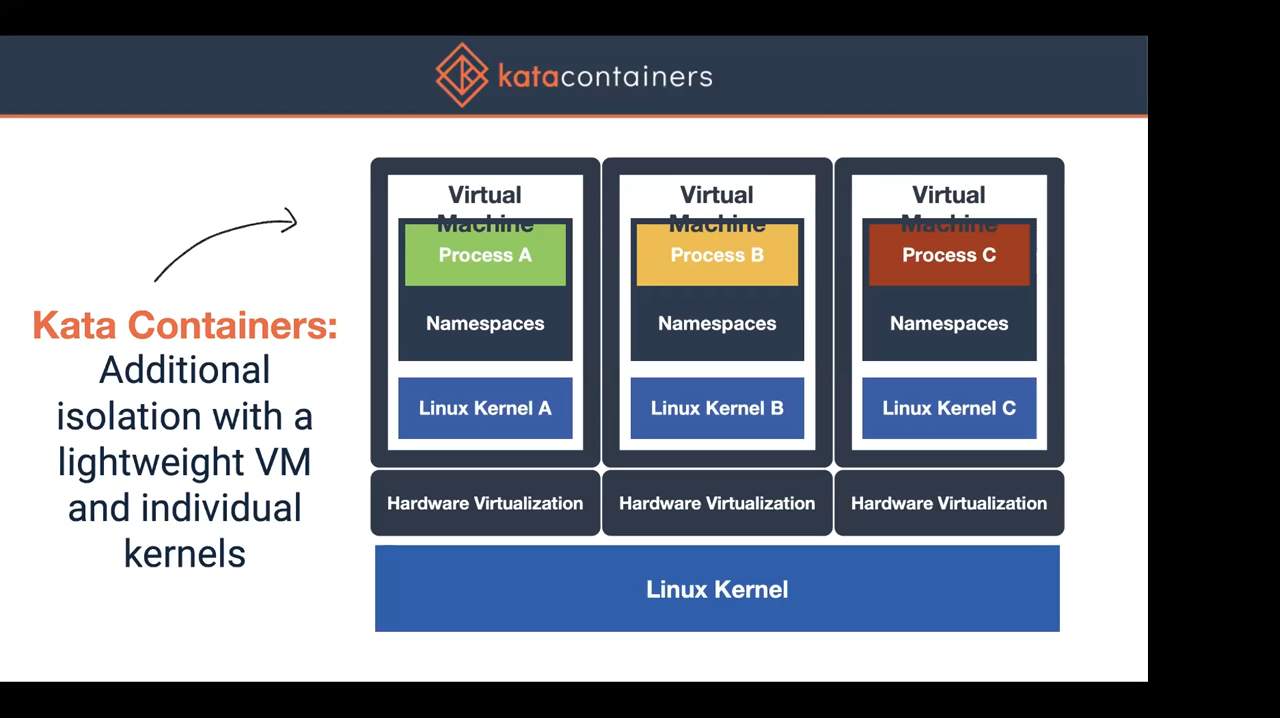 katacontainers
Kata Containers:
Additional
isolation with a
lightweight VM
and individual
kernels
Virtual
Machine
Process A
Namespaces
Linux Kernel A
Hardware Virtualization
Virtual
Machine
Process B
Namespaces
Linux Kernel B
Hardware Virtualization
Virtual
Machine
Process C
Namespaces
Linux Kernel C
Hardware Virtualization
Linux Kernel